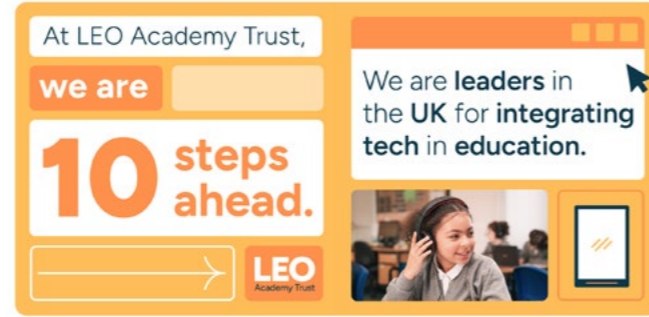 At LEO Academy Trust,
we are
10 steps
ahead.
LEO
Academy Trust
We are leaders in
the UK for integrating
tech in education.